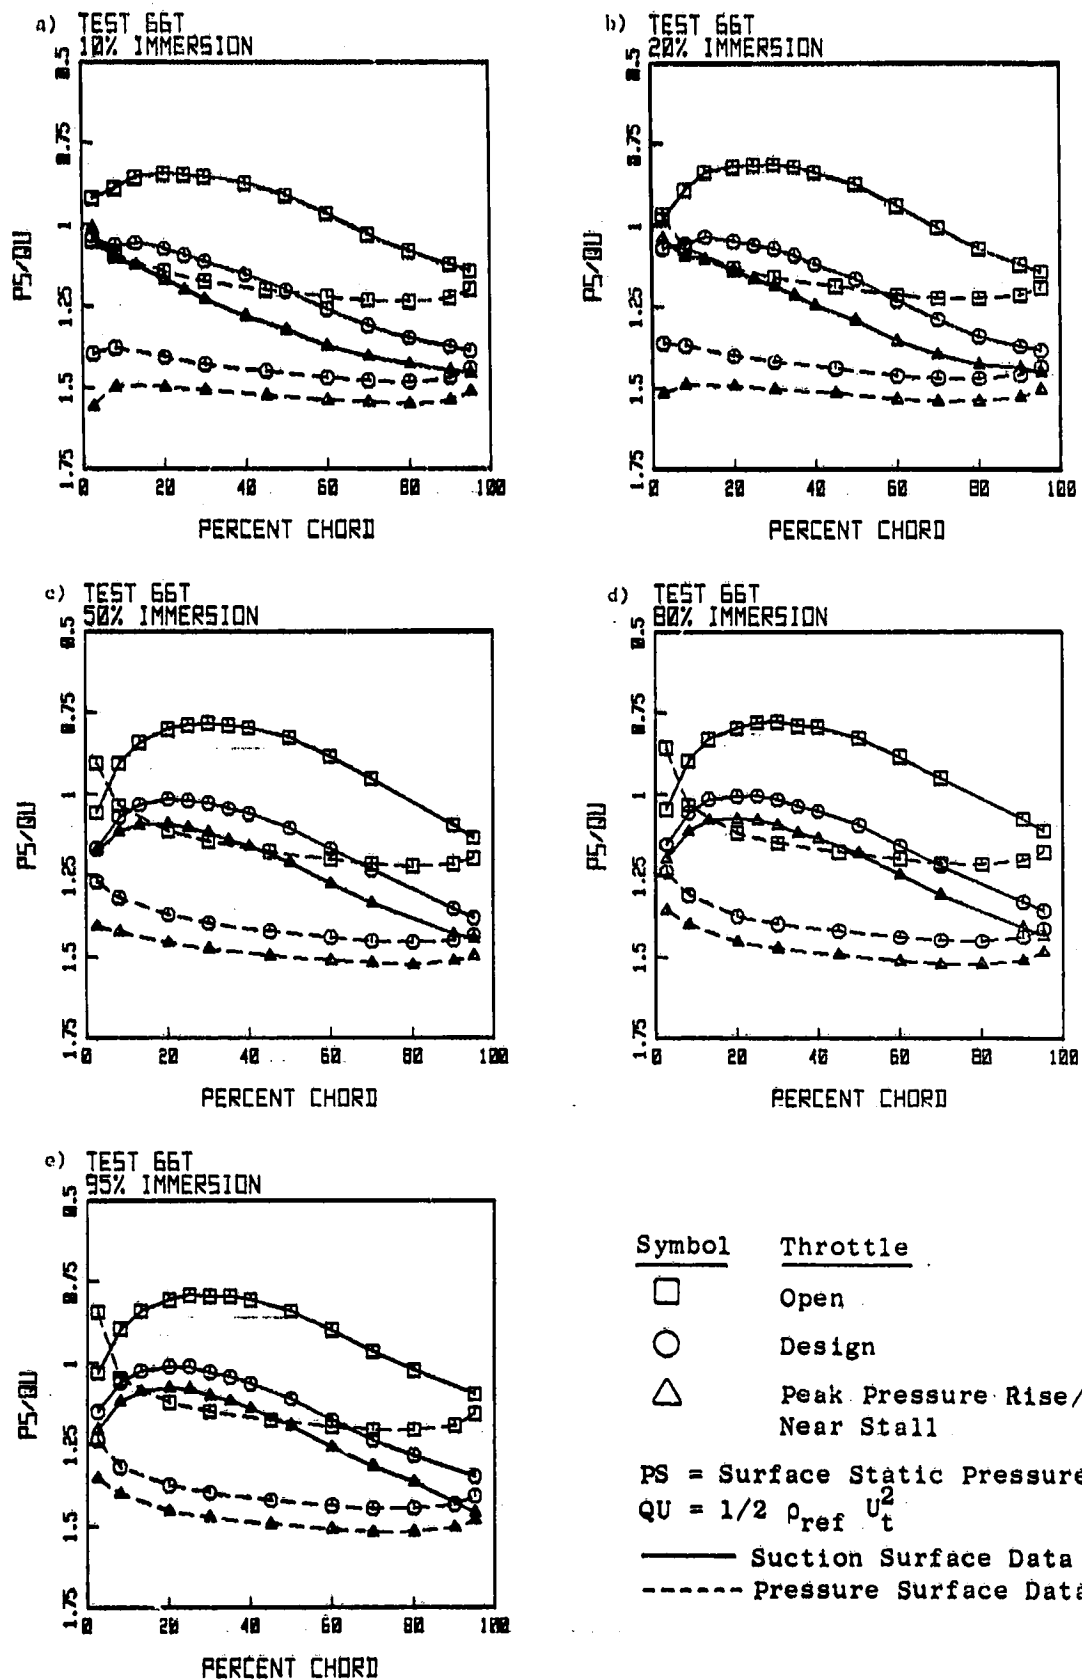 a) TEST 66T
10% IMMERSION
0.5
0.75
1
1.25
1.5
1.75
PS/QU
0 20 40 60 80 100
PERCENT CHORD
b) TEST 66T
20% IMMERSION
0.5
0.75
1
1.25
1.5
1.75
PS/QU
0 20 40 60 80 100
PERCENT CHORD
c) TEST 66T
50% IMMERSION
0.5
0.75
1
1.25
1.5
1.75
PS/QU
0 20 40 60 80 100
PERCENT CHORD
d) TEST 66T
80% IMMERSION
0.5
0.75
1
1.25
1.5
1.75
PS/QU
0 20 40 60 80 100
PERCENT CHORD
e) TEST 66T
95% IMMERSION
0.5
0.75
1
1.25
1.5
1.75
PS/QU
0 20 40 60 80 100
PERCENT CHORD
Symbol Throttle
Open
Design
Peak Pressure Rise/
Near Stall
PS = Surface Static Pressure
QU = 1/2 ρref Ut²
Suction Surface Data
Pressure Surface Data